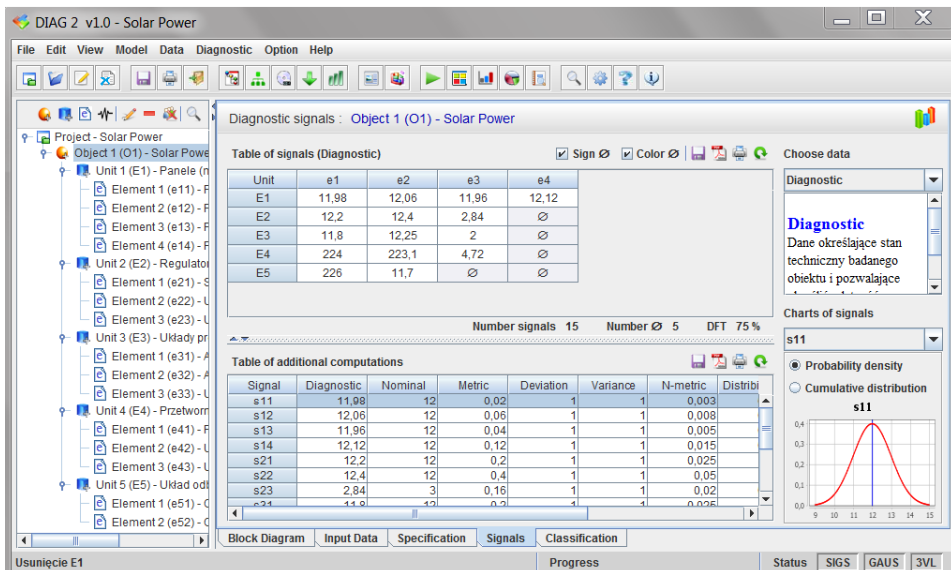 DIAG 2 v1.0 - Solar Power
File Edit View Model Data Diagnostic Option Help
Project - Solar Power
Object 1 (O1) - Solar Powe
Unit 1 (E1) - Panele (n
Element 1 (e11) - F
Element 2 (e12) - F
Element 3 (e13) - F
Element 4 (e14) - F
Unit 2 (E2) - Regulator
Element 1 (e21) - S
Element 2 (e22) - U
Element 3 (e23) - U
Unit 3 (E3) - Układy pr
Element 1 (e31) - A
Element 2 (e32) - A
Element 3 (e33) - U
Unit 4 (E4) - Przetworn
Element 1 (e41) - F
Element 2 (e42) - U
Element 3 (e43) - U
Unit 5 (E5) - Układ odb
Element 1 (e51) - O
Element 2 (e52) - O
Diagnostic signals : Object 1 (O1) - Solar Power
Table of signals (Diagnostic) Sign Ø Color Ø
Unit e1 e2 e3 e4
E1 11,98 12,06 11,96 12,12
E2 12,2 12,4 2,84 Ø
E3 11,8 12,25 2 Ø
E4 224 223,1 4,72 Ø
E5 226 11,7 Ø Ø
Number signals 15 Number Ø 5 DFT 75 %
Table of additional computations
Signal Diagnostic Nominal Metric Deviation Variance N-metric Distribi
s11 11,98 12 0,02 1 1 0,003
s12 12,06 12 0,06 1 1 0,008
s13 11,96 12 0,04 1 1 0,005
s14 12,12 12 0,12 1 1 0,015
s21 12,2 12 0,2 1 1 0,025
s22 12,4 12 0,4 1 1 0,05
s23 2,84 3 0,16 1 1 0,02
s31 11,8 12 0,2 1 1 0,025
Block Diagram Input Data Specification Signals Classification
Choose data
Diagnostic
Diagnostic
Dane określające stan
techniczny badanego
obiektu i pozwalające
Charts of signals
s11
Probability density
Cumulative distribution
s11
0,4
0,3
0,2
0,1
0,0
9 10 11 12 13 14 15
Usunięcie E1 Progress Status SIGS GAUS 3VL